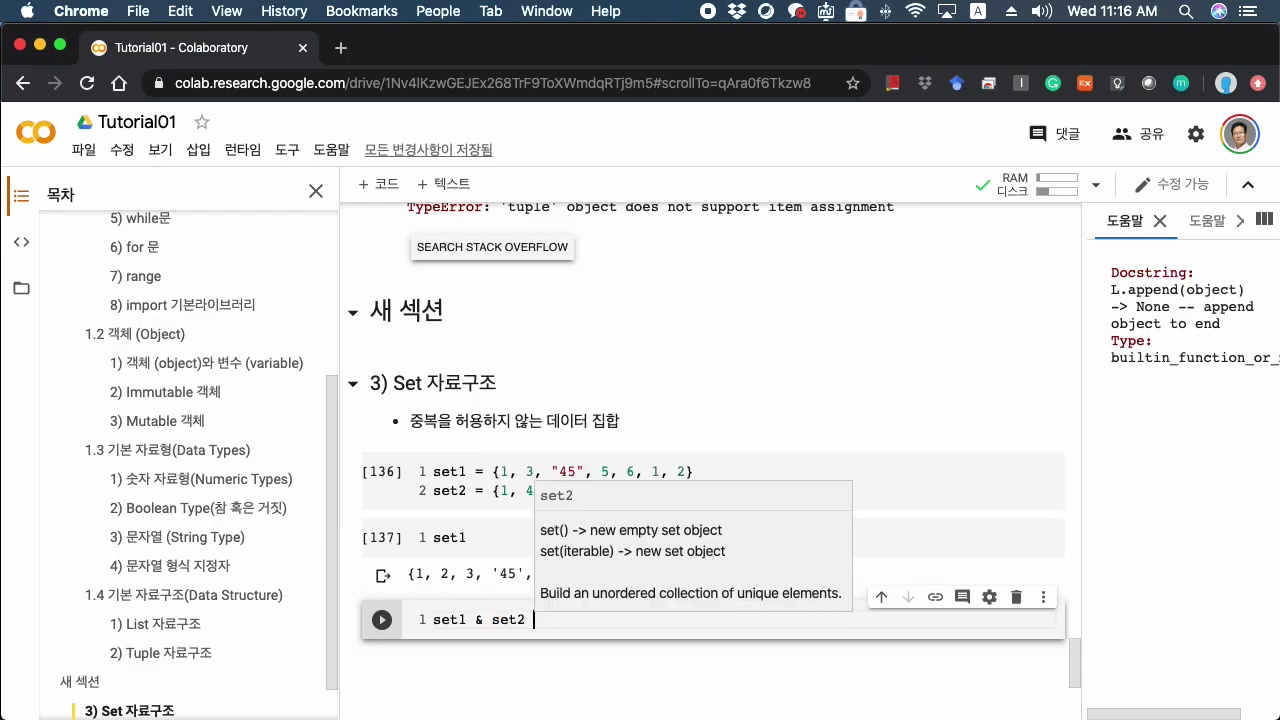 Chrome File Edit View History Bookmarks People Tab Window Help A Wed 11:16 AM
Tutorial01 - Colaboratory
colab.research.google.com/drive/1Nv4lKzwGEJEx268TrF9ToXWmdqRTj9m5#scrollTo=qAra0f6Tkzw8
Tutorial01
댓글 공유
파일 수정 보기 삽입 런타임 도구 도움말 모든 변경사항이 저장됨
목차
+ 코드 + 텍스트
RAM
디스크
수정 가능
5) while문
6) for 문
7) range
8) import 기본라이브러리
1.2 객체 (Object)
1) 객체 (object)와 변수 (variable)
2) Immutable 객체
3) Mutable 객체
1.3 기본 자료형(Data Types)
1) 숫자 자료형(Numeric Types)
2) Boolean Type(참 혹은 거짓)
3) 문자열 (String Type)
4) 문자열 형식 지정자
1.4 기본 자료구조(Data Structure)
1) List 자료구조
2) Tuple 자료구조
새 섹션
3) Set 자료구조
TypeError: 'tuple' object does not support item assignment
SEARCH STACK OVERFLOW
새 섹션
3) Set 자료구조
• 중복을 허용하지 않는 데이터 집합
[136] 1 set1 = {1, 3, "45", 5, 6, 1, 2}
2 set2 = {1, 4
set2
set() -> new empty set object
set(iterable) -> new set object
Build an unordered collection of unique elements.
[137] 1 set1
{1, 2, 3, '45',
1 set1 & set2
도움말 도움말
Docstring:
L.append(object)
-> None -- append
object to end
Type:
builtin_function_or_